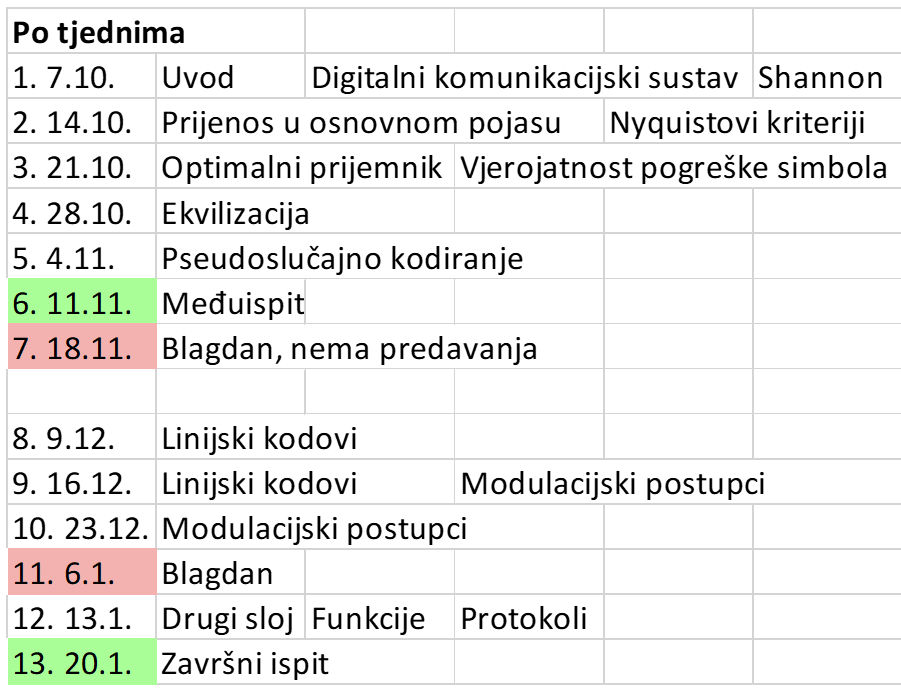 Po tjednima
1. 7.10. Uvod Digitalni komunikacijski sustav Shannon
2. 14.10. Prijenos u osnovnom pojasu Nyquistovi kriteriji
3. 21.10. Optimalni prijemnik Vjerojatnost pogreške simbola
4. 28.10. Ekvilizacija
5. 4.11. Pseudoslučajno kodiranje
6. 11.11. Međuispit
7. 18.11. Blagdan, nema predavanja
8. 9.12. Linijski kodovi
9. 16.12. Linijski kodovi Modulacijski postupci
10. 23.12. Modulacijski postupci
11. 6.1. Blagdan
12. 13.1. Drugi sloj Funkcije Protokoli
13. 20.1. Završni ispit